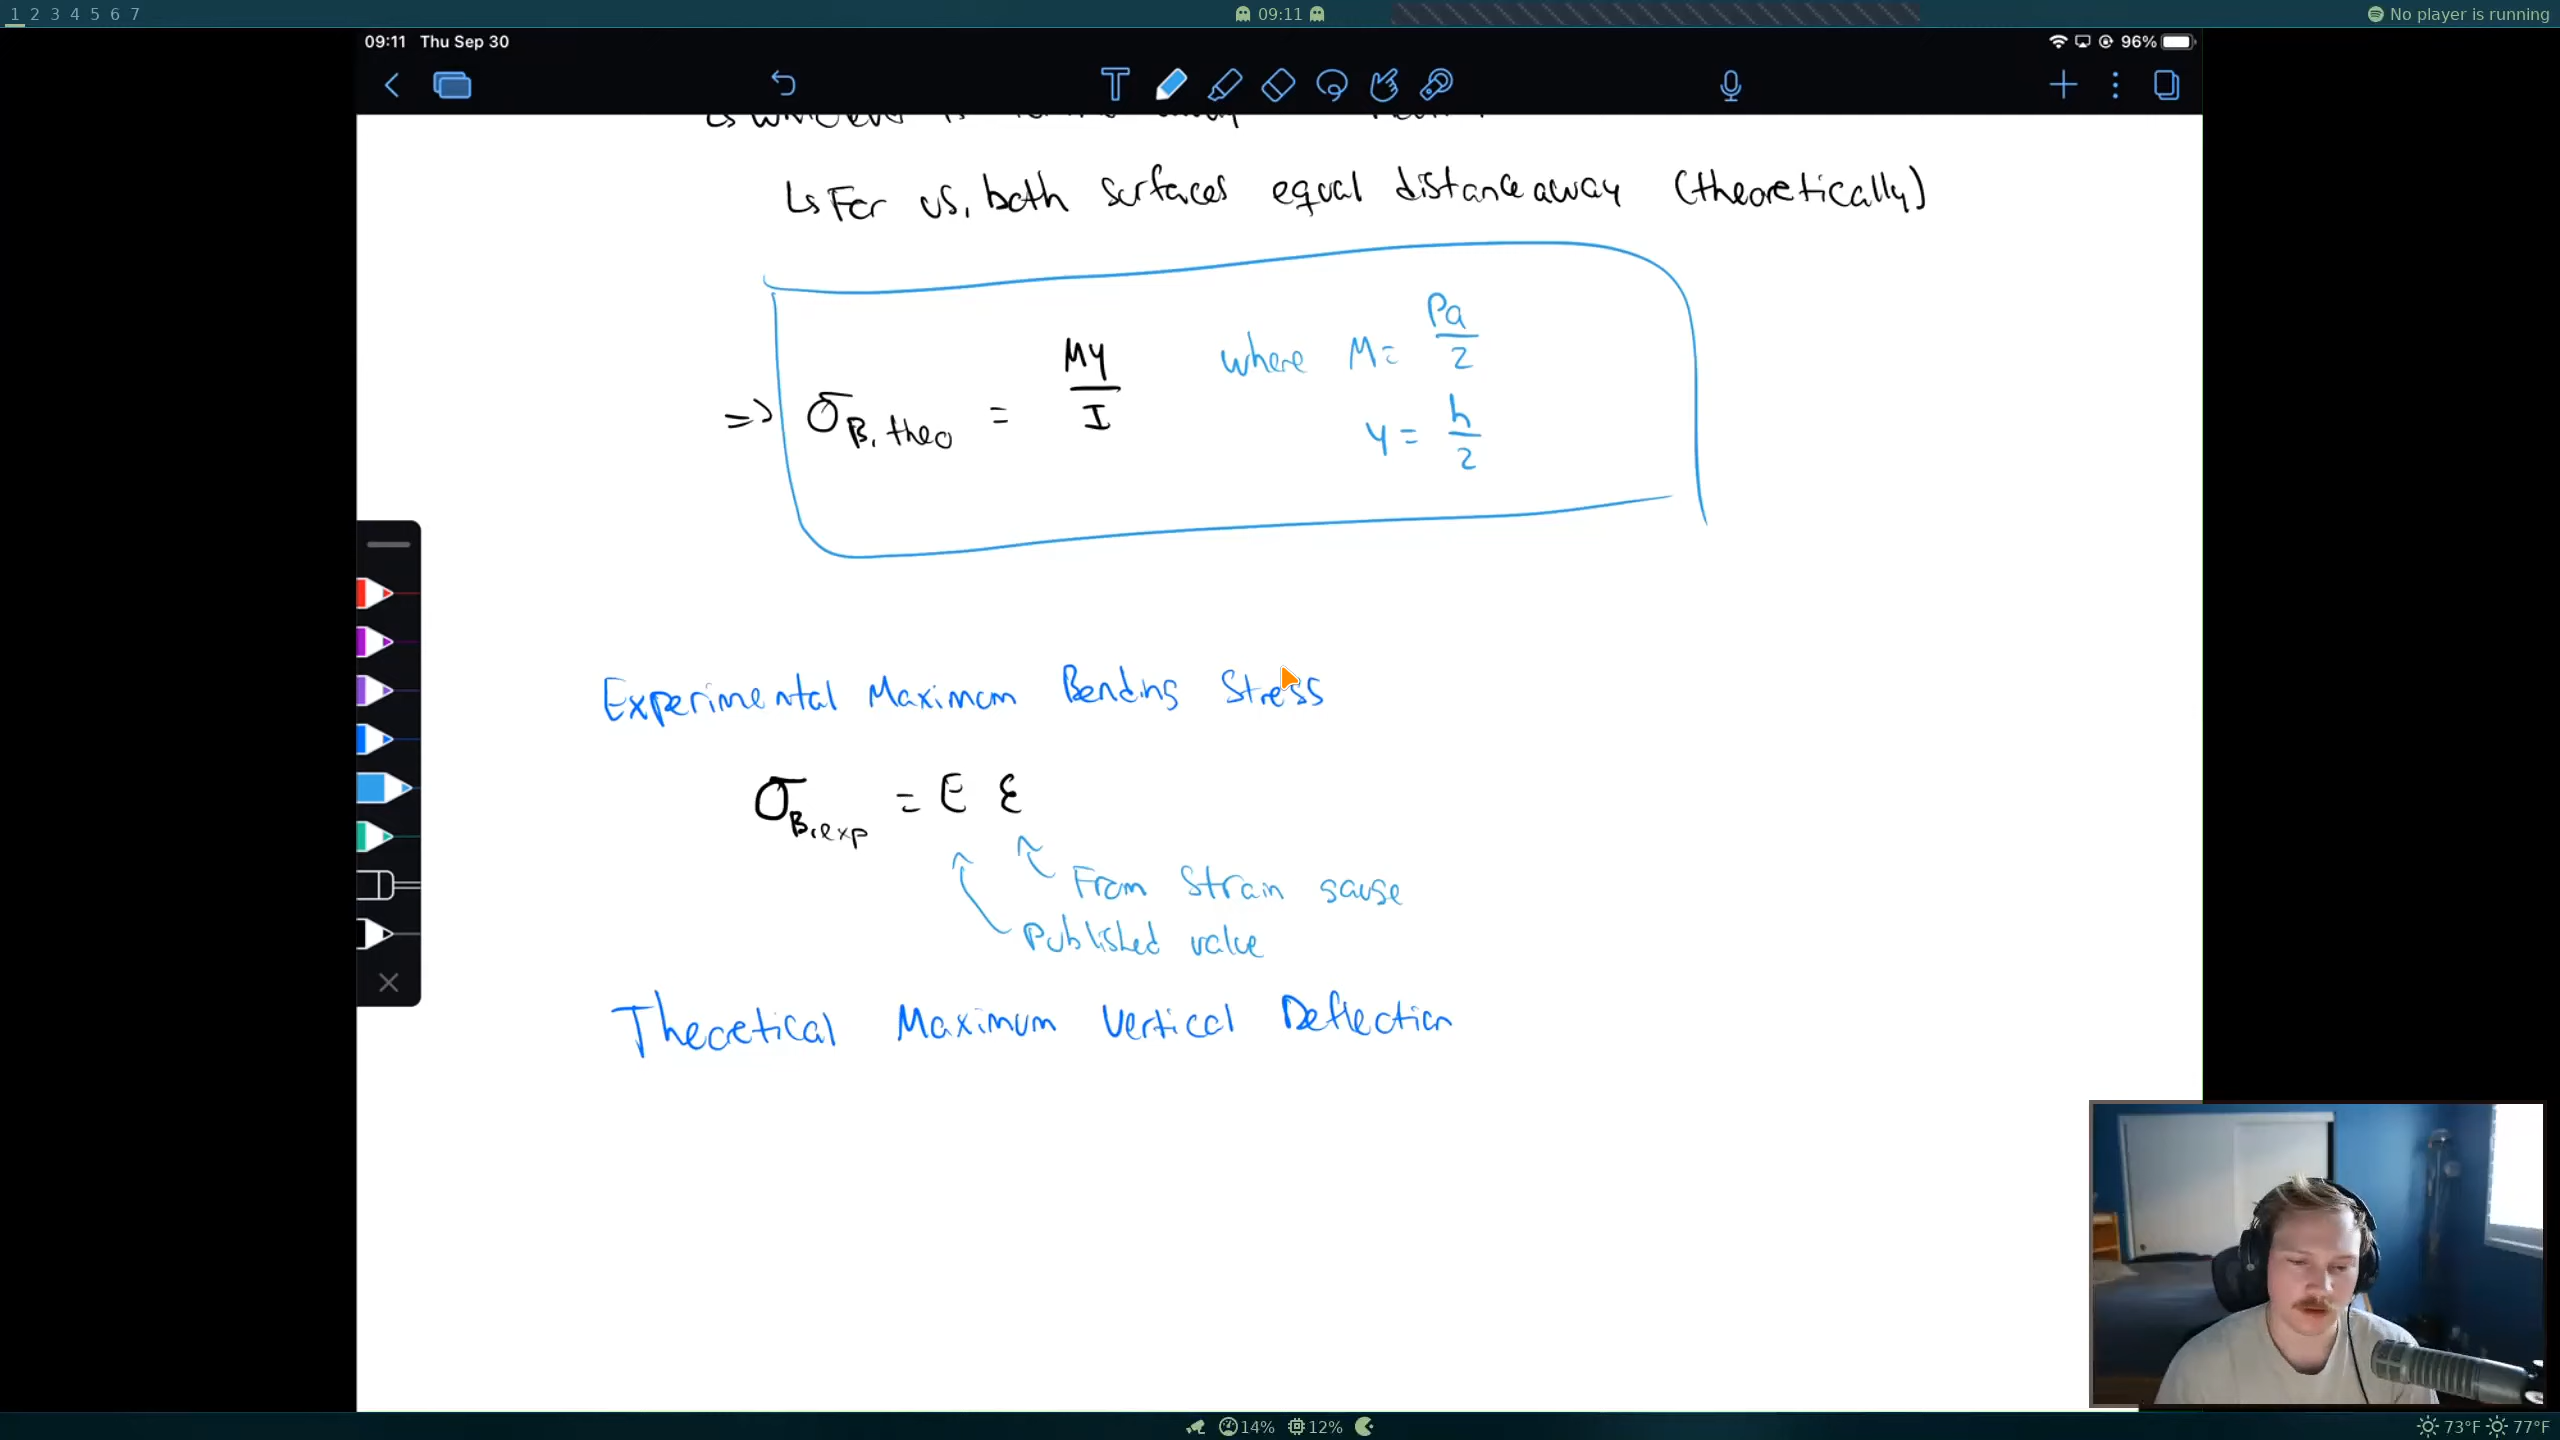 1 2 3 4 5 6 7
09:11
No player is running
09:11 Thu Sep 30
96%
↳ For us, both surfaces equal distance away (theoretically)
=> σ_B, theo = My/I where M = Pa/2
y = h/2
Experimental Maximum Bending Stress
σ_B,exp = E ε
From Strain gauge
Published value
Theoretical Maximum Vertical Deflection
14% 12%
73°F 77°F